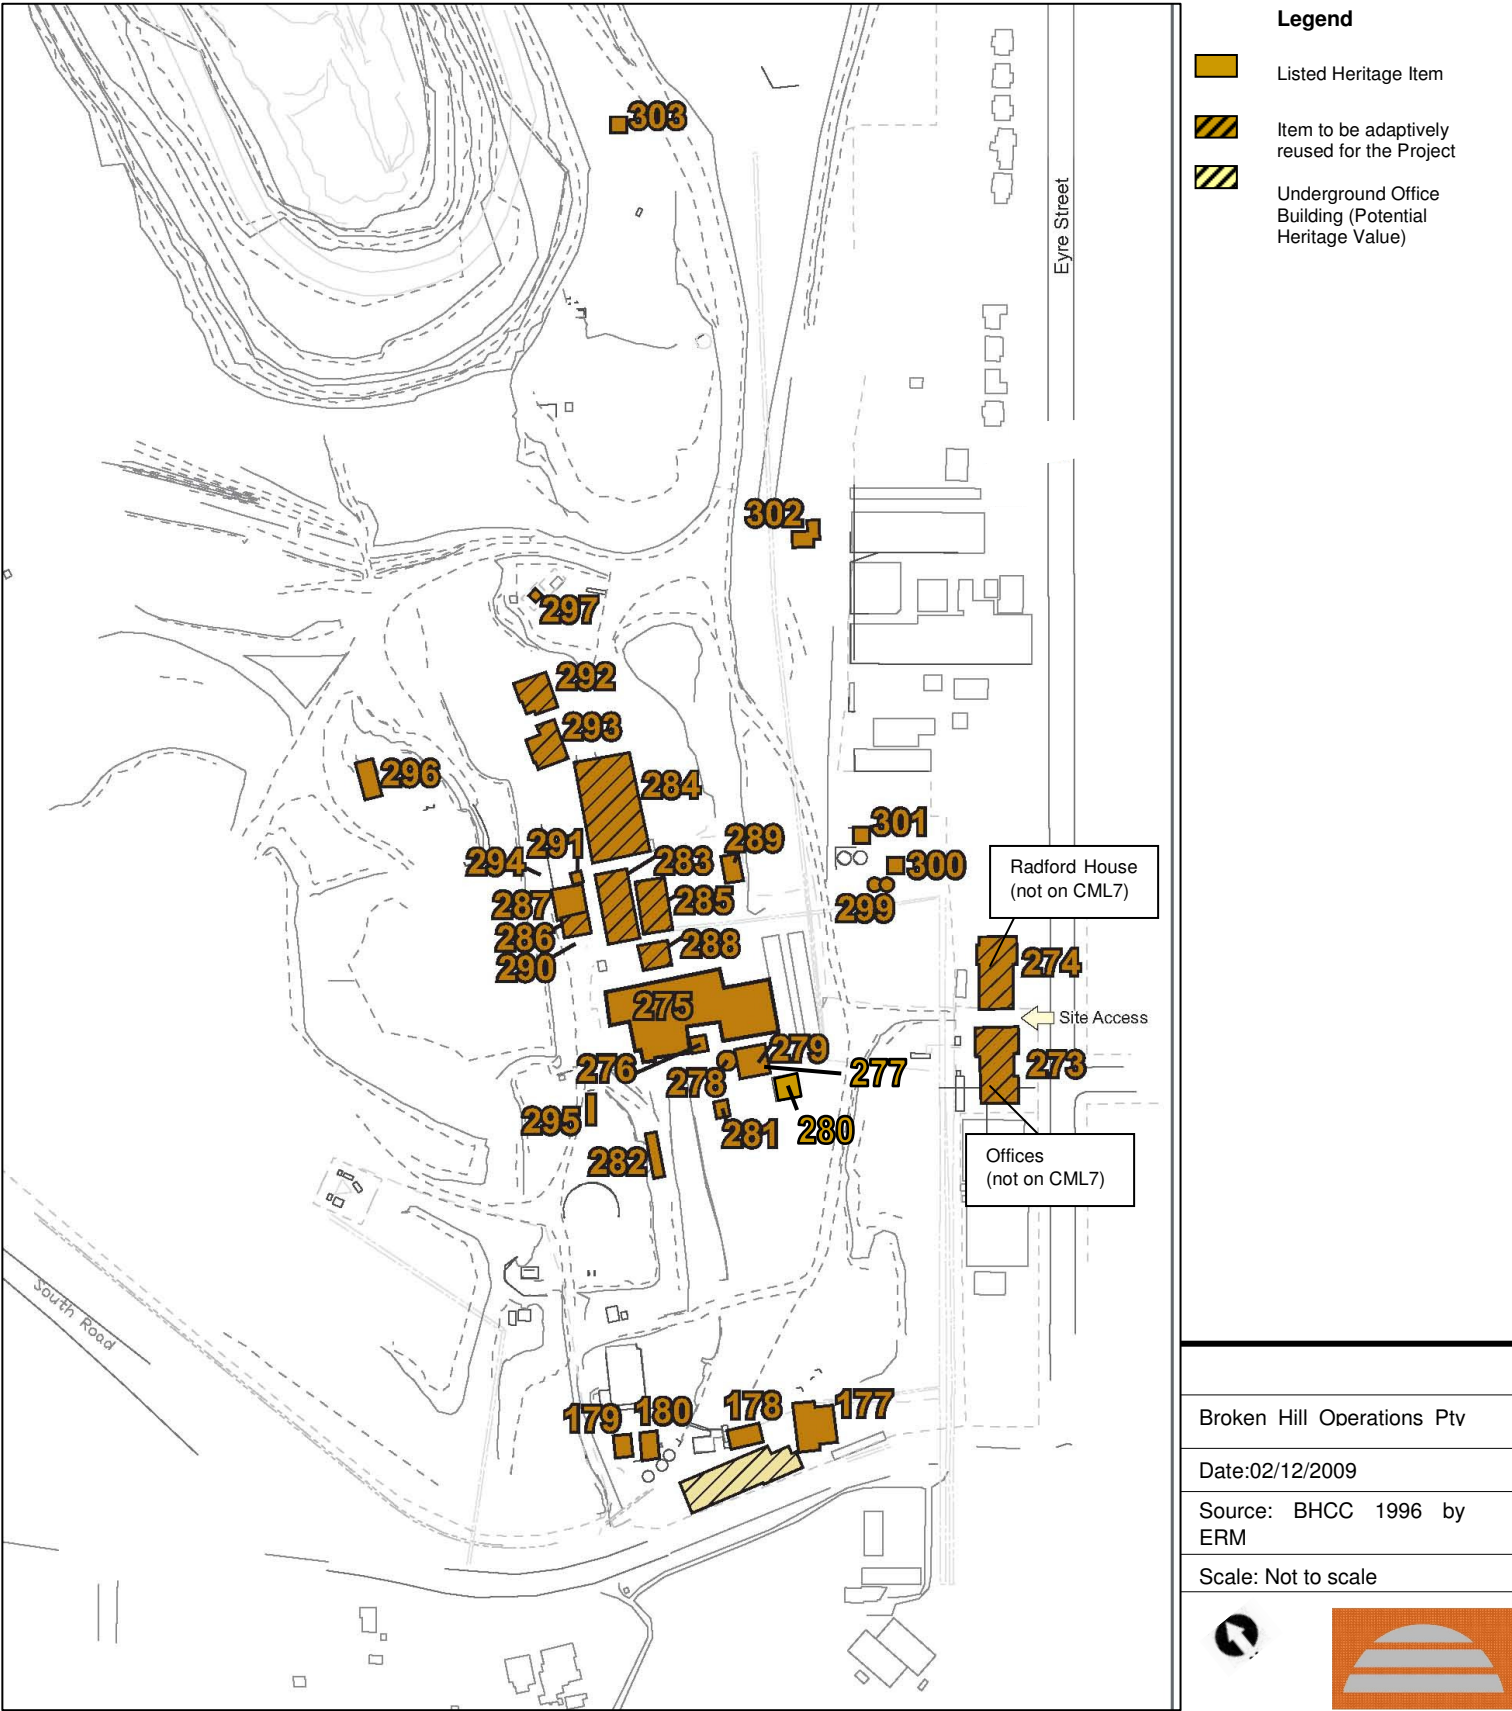 Legend
Listed Heritage Item
Item to be adaptively
reused for the Project
Underground Office
Building (Potential
Heritage Value)
303
Eyre Street
302
297
292
293
296
284
291
294
283
289
301
300
287
285
299
286
288
290
Radford House
(not on CML7)
274
275
Site Access
279
273
276
278
277
295
281
280
282
Offices
(not on CML7)
South Road
179
180
178
177
Broken Hill Operations Pty
Date:02/12/2009
Source: BHCC 1996 by
ERM
Scale: Not to scale